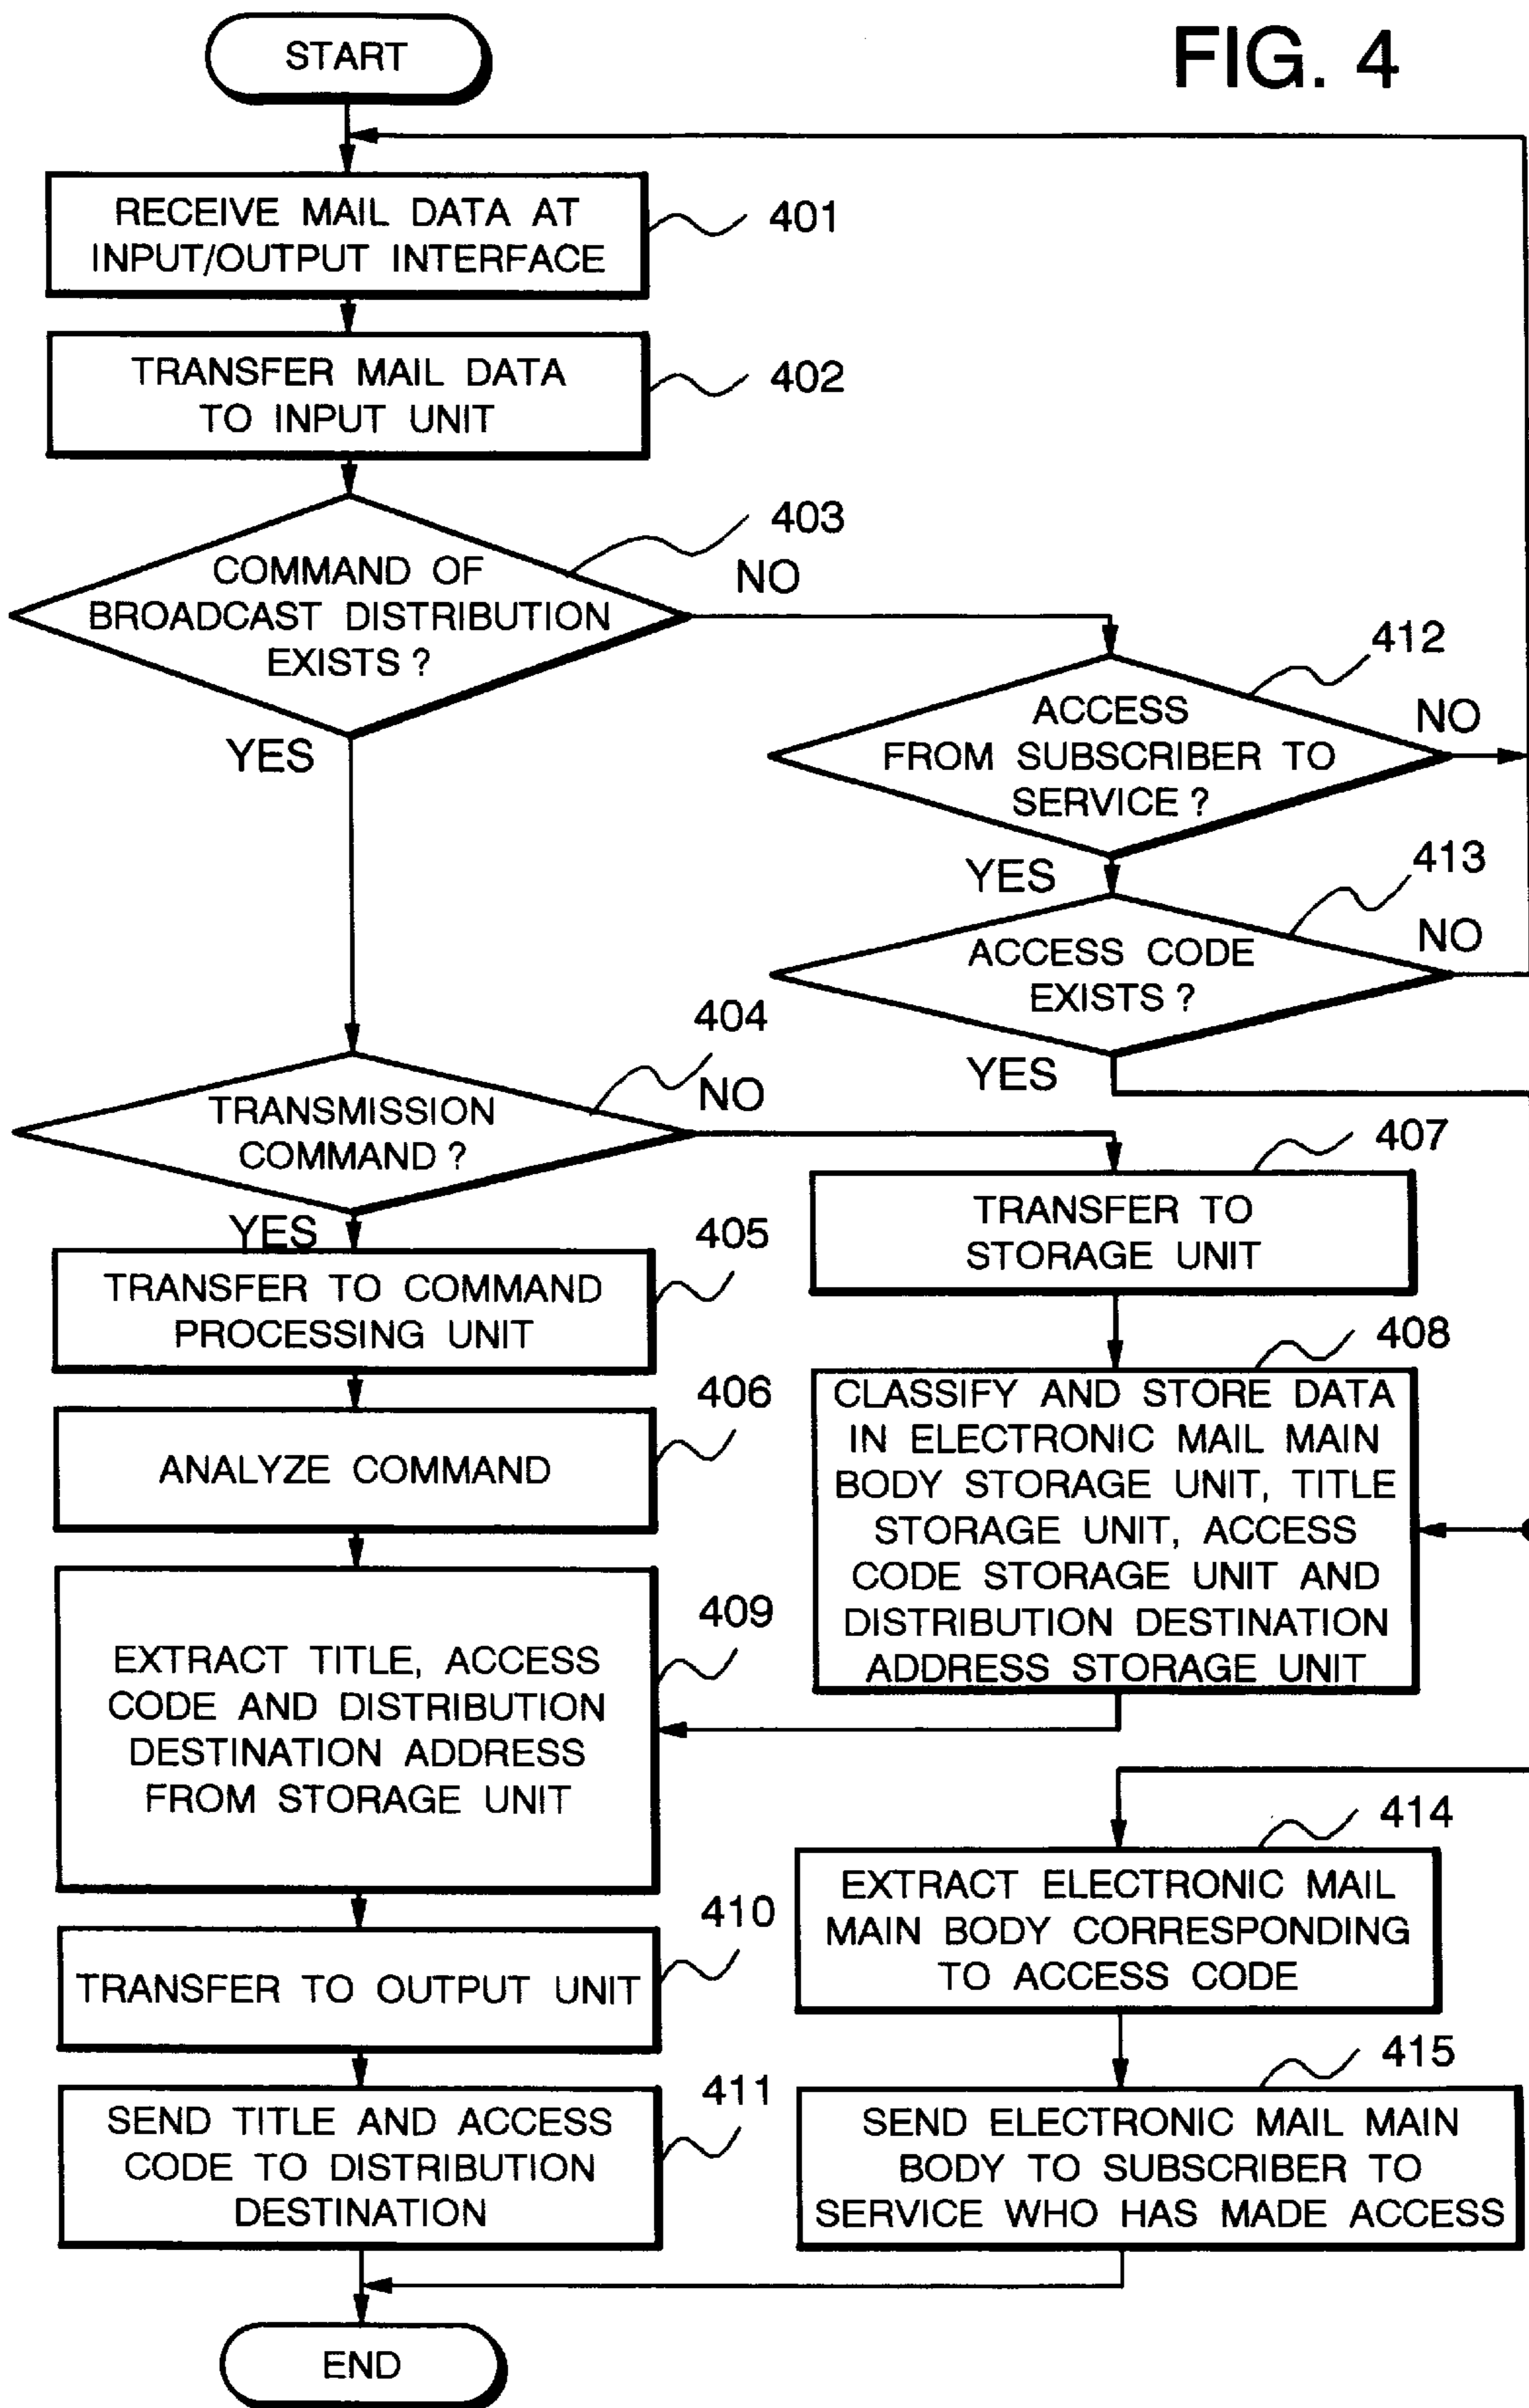 FIG. 4
START
RECEIVE MAIL DATA AT
INPUT/OUTPUT INTERFACE
401
TRANSFER MAIL DATA
TO INPUT UNIT
402
COMMAND OF
BROADCAST DISTRIBUTION
EXISTS ?
403
NO
YES
ACCESS
FROM SUBSCRIBER TO
SERVICE ?
412
NO
YES
ACCESS CODE
EXISTS ?
413
NO
YES
TRANSMISSION
COMMAND ?
404
NO
YES
TRANSFER TO COMMAND
PROCESSING UNIT
405
ANALYZE COMMAND
406
TRANSFER TO
STORAGE UNIT
407
CLASSIFY AND STORE DATA
IN ELECTRONIC MAIL MAIN
BODY STORAGE UNIT, TITLE
STORAGE UNIT, ACCESS
CODE STORAGE UNIT AND
DISTRIBUTION DESTINATION
ADDRESS STORAGE UNIT
408
EXTRACT TITLE, ACCESS
CODE AND DISTRIBUTION
DESTINATION ADDRESS
FROM STORAGE UNIT
409
TRANSFER TO OUTPUT UNIT
410
SEND TITLE AND ACCESS
CODE TO DISTRIBUTION
DESTINATION
411
EXTRACT ELECTRONIC MAIL
MAIN BODY CORRESPONDING
TO ACCESS CODE
414
SEND ELECTRONIC MAIL MAIN
BODY TO SUBSCRIBER TO
SERVICE WHO HAS MADE ACCESS
415
END